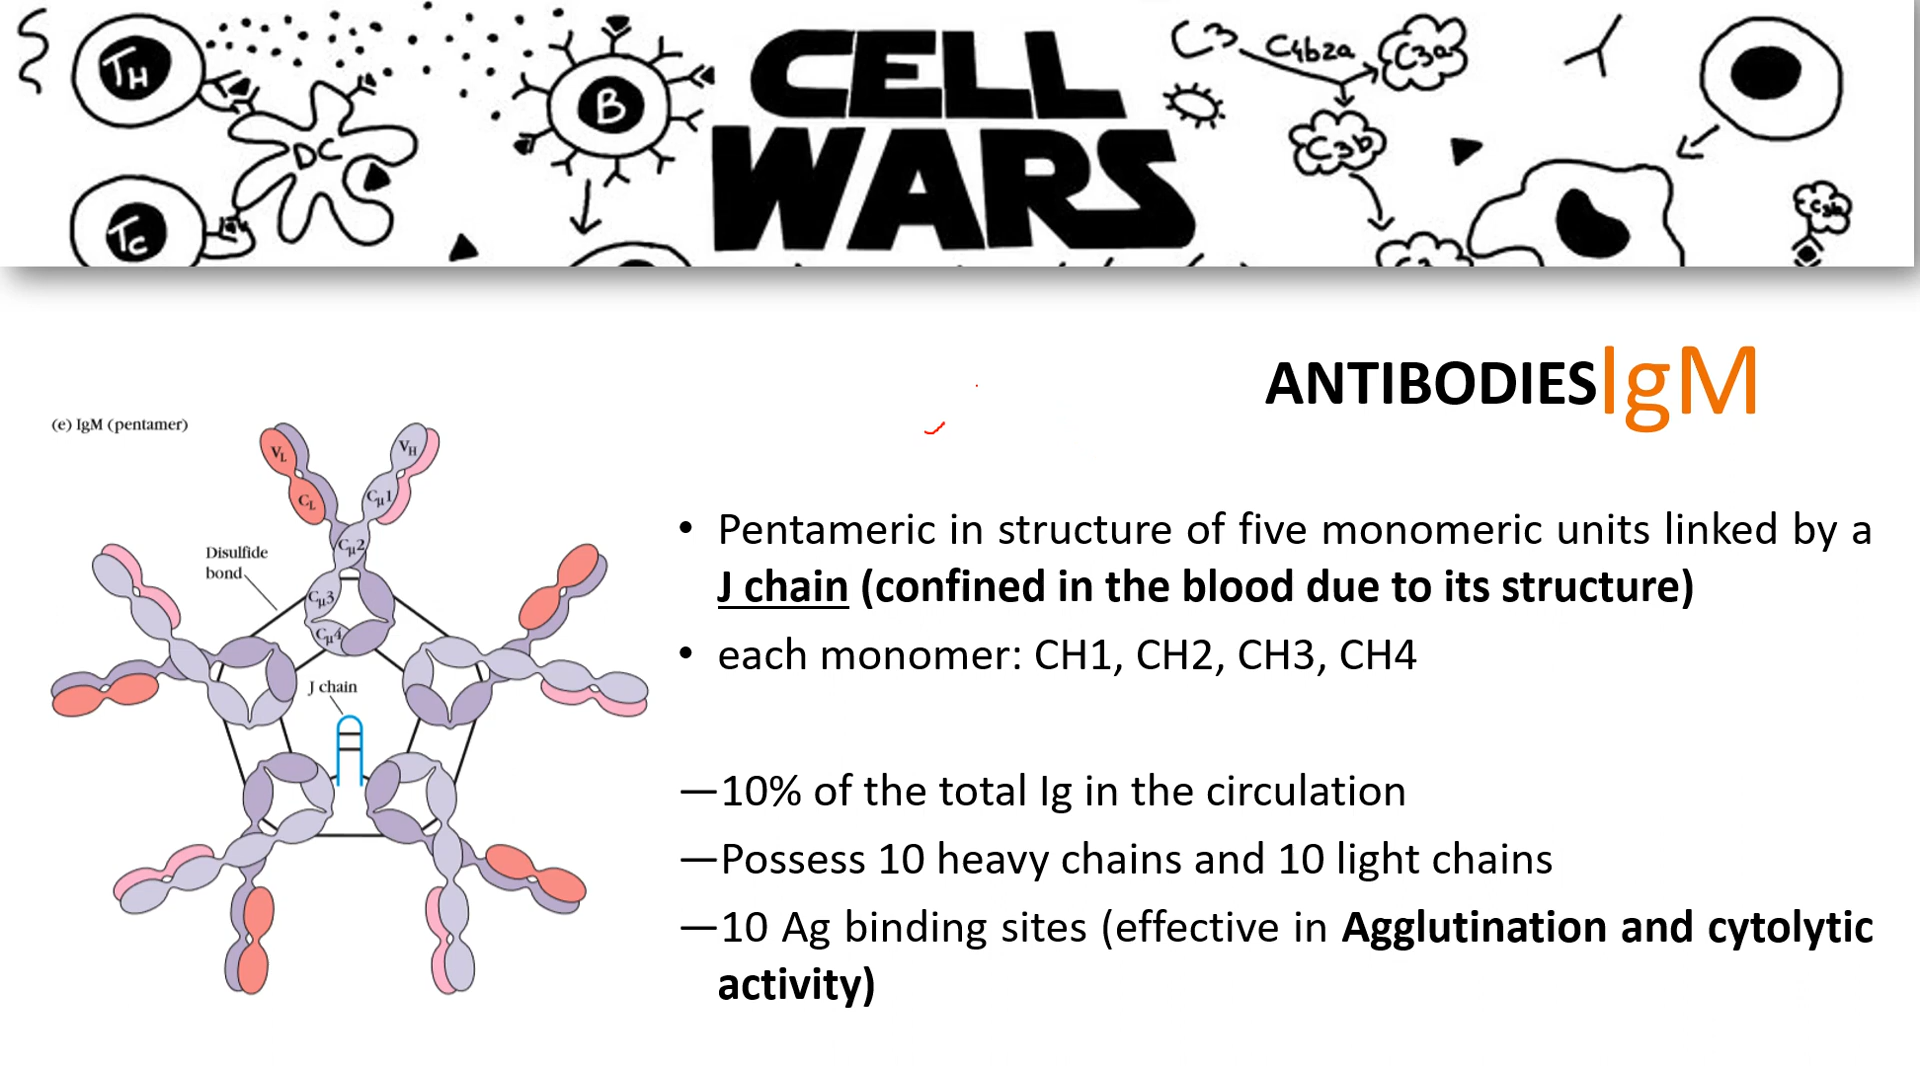 TH
DC
TC
B
CELL
WARS
C3
C4b2a
C3a
C3b
C3b
ANTIBODIES IgM
(e) IgM (pentamer)
VL
VH
CL
Cμ1
Cμ2
Disulfide
bond
Cμ3
Cμ4
J chain
• Pentameric in structure of five monomeric units linked by a
J chain (confined in the blood due to its structure)
• each monomer: CH1, CH2, CH3, CH4
—10% of the total Ig in the circulation
—Possess 10 heavy chains and 10 light chains
—10 Ag binding sites (effective in Agglutination and cytolytic
activity)